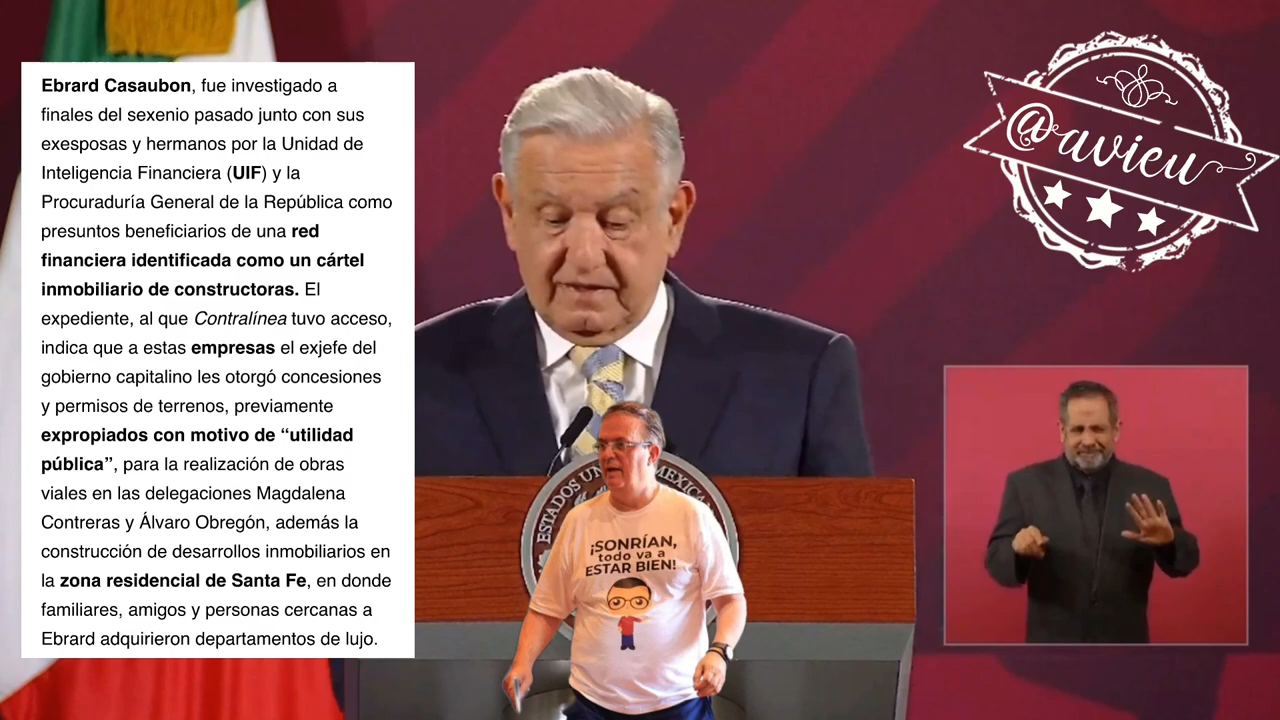 Ebrard Casaubon, fue investigado a
finales del sexenio pasado junto con sus
exesposas y hermanos por la Unidad de
Inteligencia Financiera (UIF) y la
Procuraduría General de la República como
presuntos beneficiarios de una red
financiera identificada como un cártel
inmobiliario de constructoras. El
expediente, al que Contralínea tuvo acceso,
indica que a estas empresas el exjefe del
gobierno capitalino les otorgó concesiones
y permisos de terrenos, previamente
expropiados con motivo de “utilidad
pública”, para la realización de obras
viales en las delegaciones Magdalena
Contreras y Álvaro Obregón, además la
construcción de desarrollos inmobiliarios en
la zona residencial de Santa Fe, en donde
familiares, amigos y personas cercanas a
Ebrard adquirieron departamentos de lujo.
@avieu
ESTADOS UN
MEXICA
¡SONRÍAN,
todo va a
ESTAR BIEN!